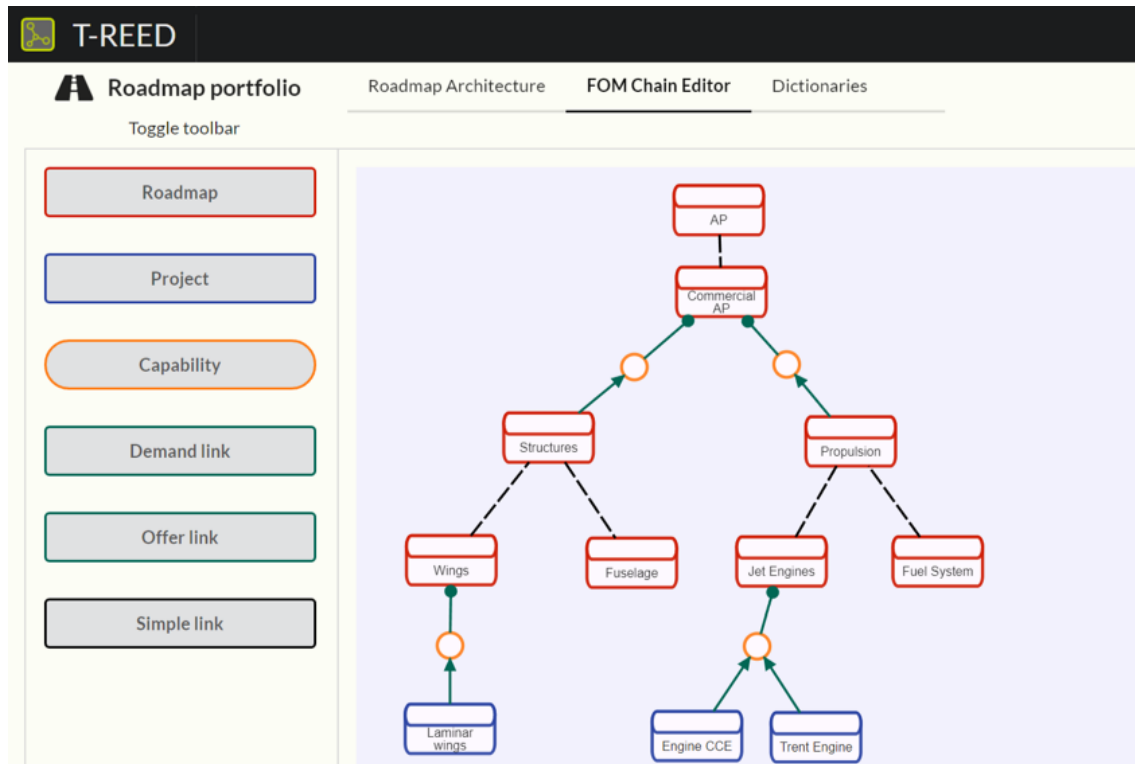 T-REED
Roadmap portfolio
Roadmap Architecture
FOM Chain Editor
Dictionaries
Toggle toolbar
Roadmap
Project
Capability
Demand link
Offer link
Simple link
AP
Commercial
AP
Structures
Propulsion
Wings
Fuselage
Jet Engines
Fuel System
Laminar
wings
Engine CCE
Trent Engine